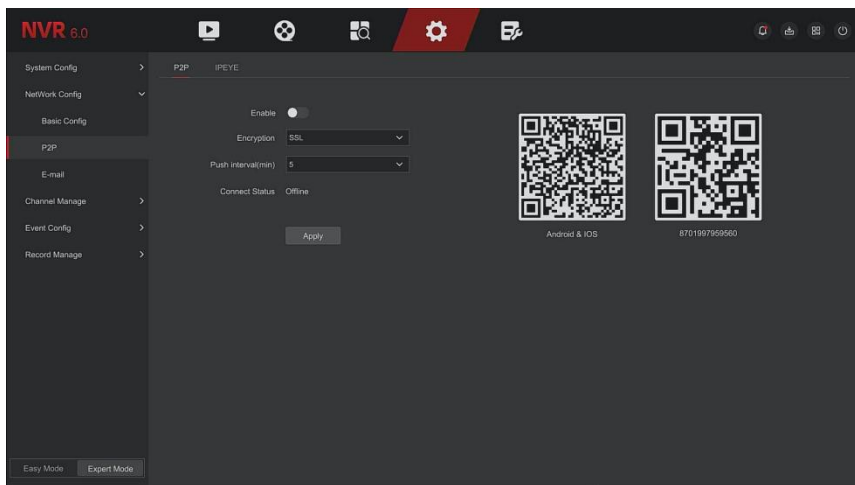 NVR 6.0
System Config
NetWork Config
Basic Config
P2P
E-mail
Channel Manage
Event Config
Record Manage
Easy Mode
Expert Mode
P2P
IPEYE
Enable
Encryption SSL
Push interval(min) 5
Connect Status Offline
Apply
Android & IOS
8701997959560